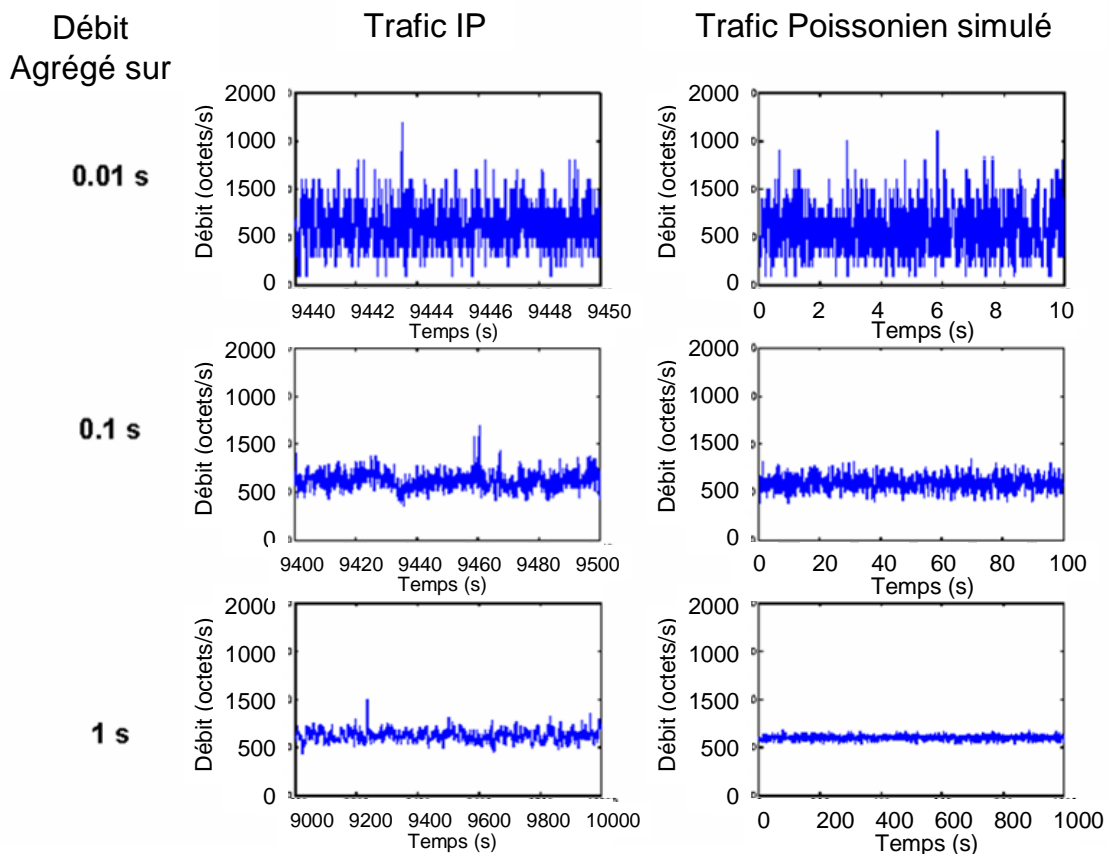 Débit
Agrégé sur
Trafic IP
Trafic Poissonien simulé
0.01 s
Débit (octets/s)
2000
1000
1500
500
0
9440 9442 9444 9446 9448 9450
Temps (s)
Débit (octets/s)
2000
1000
1500
500
0
0 2 4 6 8 10
Temps (s)
0.1 s
Débit (octets/s)
2000
1000
1500
500
0
9400 9420 9440 9460 9480 9500
Temps (s)
Débit (octets/s)
2000
1000
1500
500
0
0 20 40 60 80 100
Temps (s)
1 s
Débit (octets/s)
2000
1000
1500
500
0
9000 9200 9400 9600 9800 10000
Temps (s)
Débit (octets/s)
2000
1000
1500
500
0
0 200 400 600 800 1000
Temps (s)